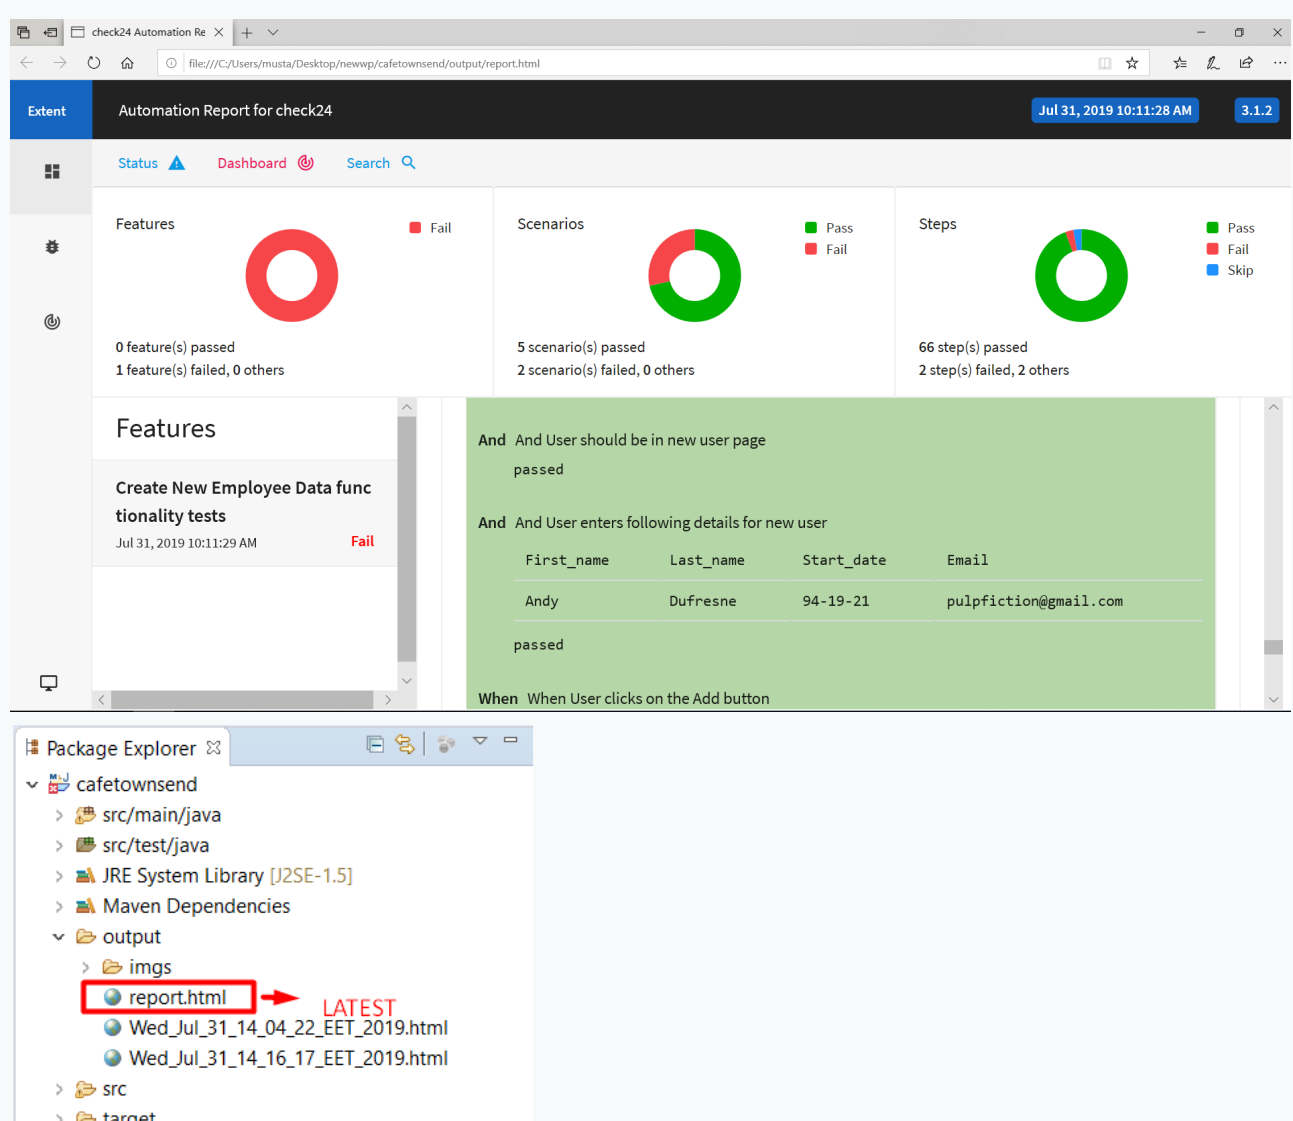 check24 Automation Re
file:///C:/Users/musta/Desktop/newwp/cafetownsend/output/report.html
Extent
Automation Report for check24
Jul 31, 2019 10:11:28 AM
3.1.2
Status
Dashboard
Search
Features
Fail
0 feature(s) passed
1 feature(s) failed, 0 others
Scenarios
Pass
Fail
5 scenario(s) passed
2 scenario(s) failed, 0 others
Steps
Pass
Fail
Skip
66 step(s) passed
2 step(s) failed, 2 others
Features
Create New Employee Data func
tionality tests
Jul 31, 2019 10:11:29 AM Fail
And And User should be in new user page
passed
And And User enters following details for new user
First_name Last_name Start_date Email
Andy Dufresne 94-19-21 pulpfiction@gmail.com
passed
When When User clicks on the Add button
Package Explorer
cafetownsend
src/main/java
src/test/java
JRE System Library [J2SE-1.5]
Maven Dependencies
output
imgs
report.html
LATEST
Wed_Jul_31_14_04_22_EET_2019.html
Wed_Jul_31_14_16_17_EET_2019.html
src
target